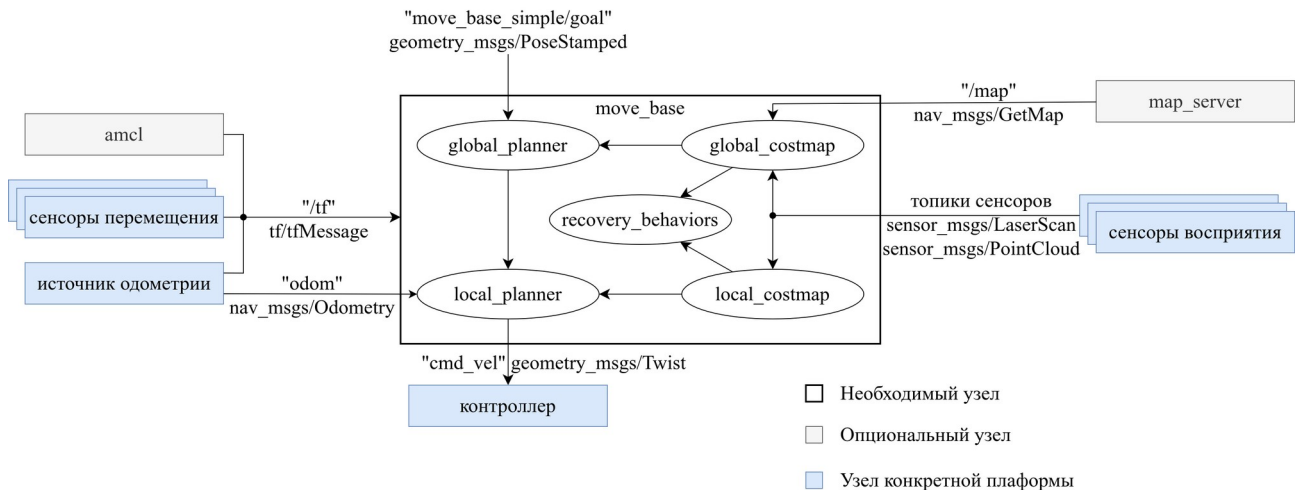 "move_base_simple/goal"
geometry_msgs/PoseStamped
move_base
"/map"
nav_msgs/GetMap
map_server
amcl
global_planner
global_costmap
сенсоры перемещения
"/tf"
tf/tfMessage
recovery_behaviors
топики сенсоров
sensor_msgs/LaserScan
sensor_msgs/PointCloud
сенсоры восприятия
источник одометрии
"odom"
nav_msgs/Odometry
local_planner
local_costmap
"cmd_vel" geometry_msgs/Twist
контроллер
Необходимый узел
Опциональный узел
Узел конкретной плаформы